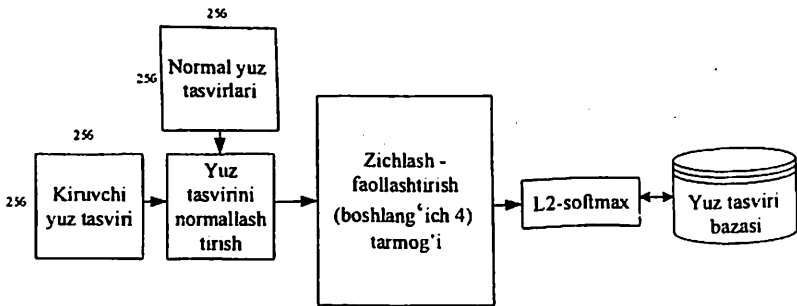 256
256
Normal yuz
tasvirlari
256
256
Kiruvchi
yuz tasviri
Yuz
tasvirini
normallash
tirish
Zichlash -
faollashtirish
(boshlang‘ich 4)
tarmog‘i
L2-softmax
Yuz tasviri
bazasi